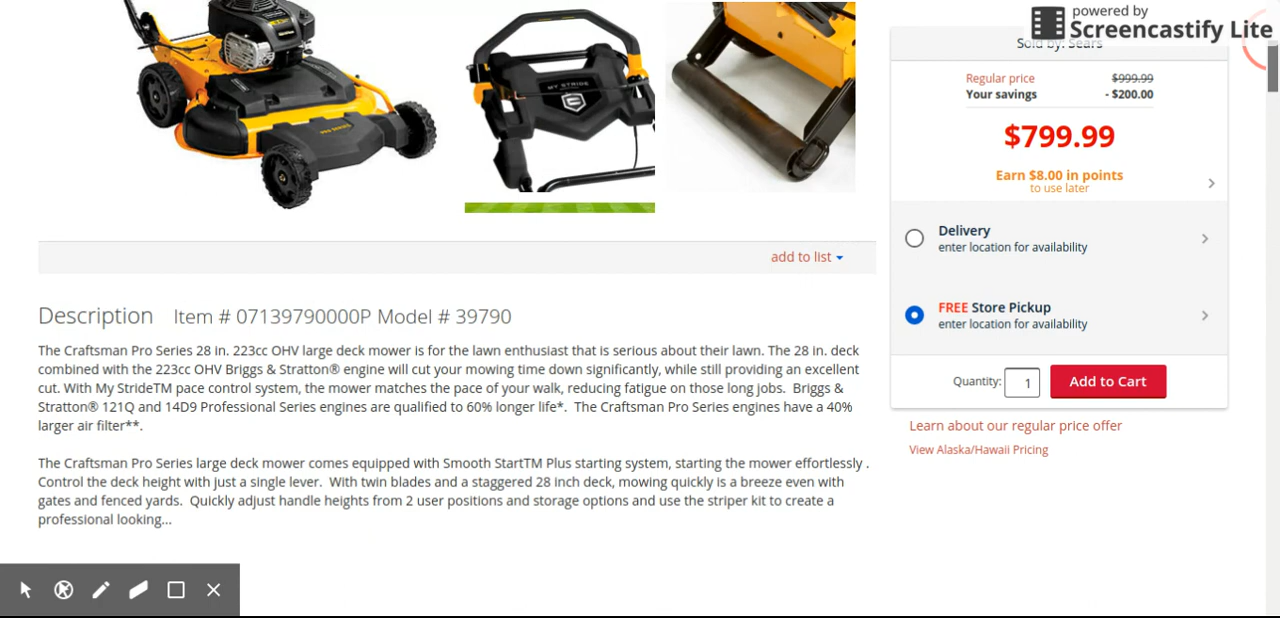 powered by
Screencastify Lite
Sold by: Sears
Regular price $999.99
Your savings - $200.00
$799.99
Earn $8.00 in points
to use later
Delivery
enter location for availability
FREE Store Pickup
enter location for availability
Quantity: 1 Add to Cart
Learn about our regular price offer
View Alaska/Hawaii Pricing
MY STRIDE
PRO SERIES
add to list
Description Item # 07139790000P Model # 39790
The Craftsman Pro Series 28 in. 223cc OHV large deck mower is for the lawn enthusiast that is serious about their lawn. The 28 in. deck
combined with the 223cc OHV Briggs & Stratton® engine will cut your mowing time down significantly, while still providing an excellent
cut. With My StrideTM pace control system, the mower matches the pace of your walk, reducing fatigue on those long jobs. Briggs &
Stratton® 121Q and 14D9 Professional Series engines are qualified to 60% longer life*. The Craftsman Pro Series engines have a 40%
larger air filter**.
The Craftsman Pro Series large deck mower comes equipped with Smooth StartTM Plus starting system, starting the mower effortlessly .
Control the deck height with just a single lever. With twin blades and a staggered 28 inch deck, mowing quickly is a breeze even with
gates and fenced yards. Quickly adjust handle heights from 2 user positions and storage options and use the striper kit to create a
professional looking...